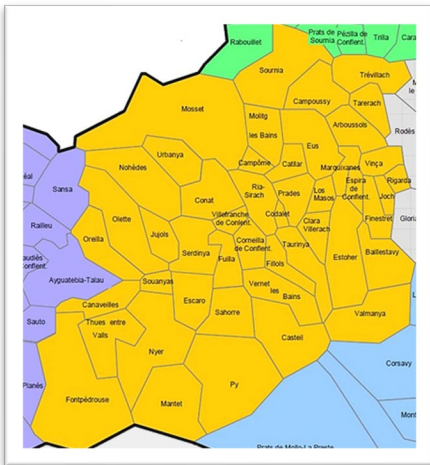 Rabouillet
Prats de
Sournia
Pézilla de
Conflent
Trilla
Cara
Sournia
Trévillach
Mosset
Campoussy
Tarerach
Molitg
les Bains
Arboussols
Rodès
Eus
Urbanya
Nohèdes
Campôme
Catllar
Marquixanes
Vinça
Sansa
Conat
Ria-
Sirach
Prades
Los
Masos
Espira
de
Conflent
Rigarda
Joch
Railleu
Olette
Villefranche
de Conflent
Codalet
Clara
Villerach
Finestret
Gloria
Oreilla
Jujols
Serdinya
Corneilla
de Conflent
Taurinya
Fuilla
Fillols
Estoher
Baillestavy
Ayguatebia-Talau
Souanyas
Vernet
les
Bains
Canaveilles
Escaro
Sahorre
Valmanya
Sauto
Thues entre
Valls
Nyer
Casteil
Corsavy
Planès
Fontpédrouse
Mantet
Py
Mont
Prats de Mollo-La Preste